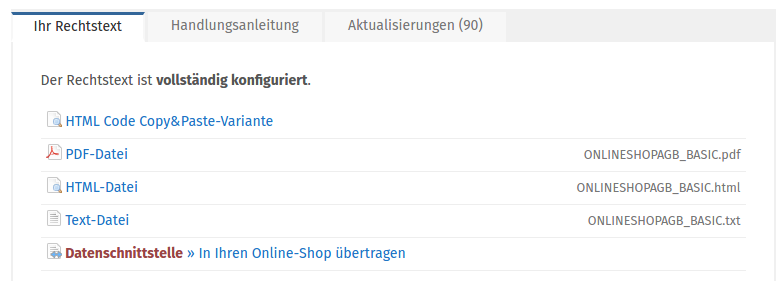 Ihr Rechtstext Handlungsanleitung Aktualisierungen (90)
Der Rechtstext ist vollständig konfiguriert.
HTML Code Copy&Paste-Variante
PDF-Datei ONLINESHOPAGB_BASIC.pdf
HTML-Datei ONLINESHOPAGB_BASIC.html
Text-Datei ONLINESHOPAGB_BASIC.txt
Datenschnittstelle » In Ihren Online-Shop übertragen